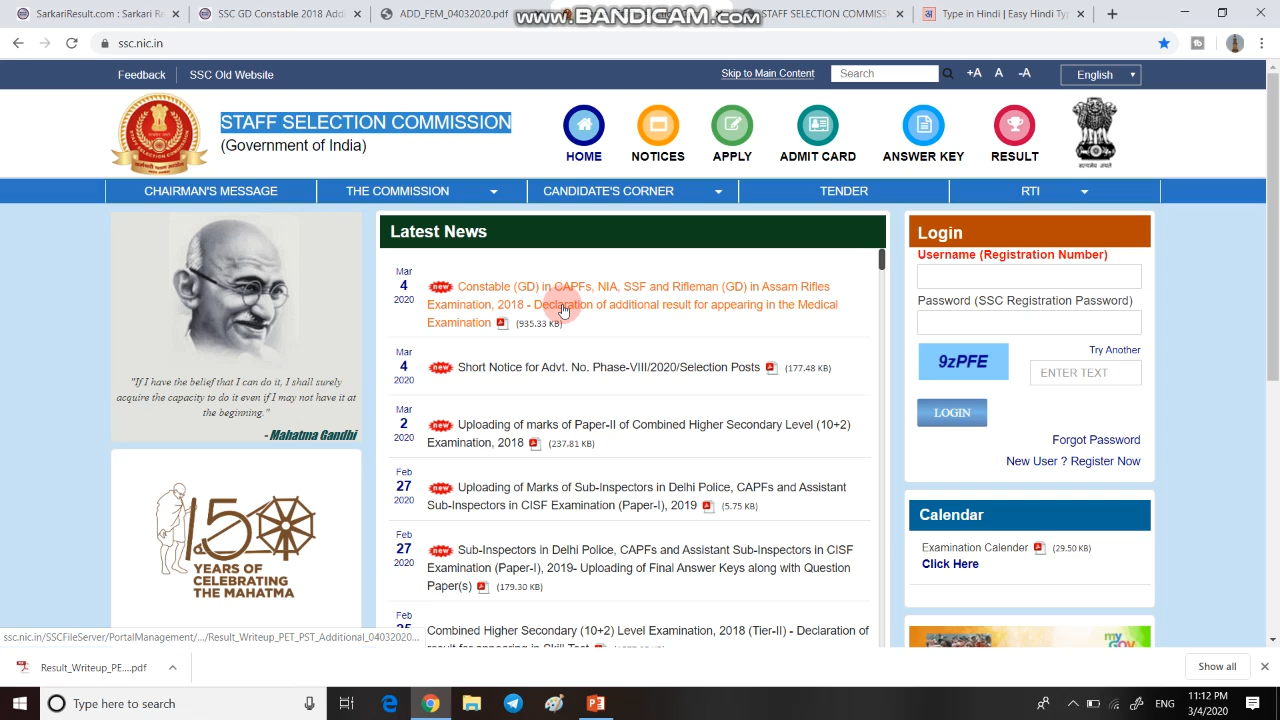 SarkariResult.com : Sarkari Res
SSC GD Constable 2018 Addi
ADD_FEM_04032020.pdf
www.BANDICAM.com
STAFF SELECTION COMMISSI
Type in Hindi | Easy Hindi Typ
ssc.nic.in
Feedback
SSC Old Website
Skip to Main Content
Search
+A
A
-A
English
STAFF SELECTION COMMISSION
(Government of India)
HOME
NOTICES
APPLY
ADMIT CARD
ANSWER KEY
RESULT
CHAIRMAN'S MESSAGE
THE COMMISSION
CANDIDATE'S CORNER
TENDER
RTI
"If I have the belief that I can do it, I shall surely
acquire the capacity to do it even if I may not have it at
the beginning."
- Mahatma Gandhi
150
YEARS OF
CELEBRATING
THE MAHATMA
Latest News
Mar
4
2020
new Constable (GD) in CAPFs, NIA, SSF and Rifleman (GD) in Assam Rifles
Examination, 2018 - Declaration of additional result for appearing in the Medical
Examination (935.33 KB)
Mar
4
2020
new Short Notice for Advt. No. Phase-VIII/2020/Selection Posts (177.48 KB)
Mar
2
2020
new Uploading of marks of Paper-II of Combined Higher Secondary Level (10+2)
Examination, 2018 (237.81 KB)
Feb
27
2020
new Uploading of Marks of Sub-Inspectors in Delhi Police, CAPFs and Assistant
Sub-Inspectors in CISF Examination (Paper-I), 2019 (5.75 KB)
Feb
27
2020
new Sub-Inspectors in Delhi Police, CAPFs and Assistant Sub-Inspectors in CISF
Examination (Paper-I), 2019- Uploading of Final Answer Keys along with Question
Paper(s) (179.30 KB)
Feb
Combined Higher Secondary (10+2) Level Examination, 2018 (Tier-II) - Declaration of
result for appearing in Skill Test
Login
Username (Registration Number)
Password (SSC Registration Password)
9zPFE
Try Another
ENTER TEXT
LOGIN
Forgot Password
New User ? Register Now
Calendar
Examination Calender (29.50 KB)
Click Here
my
GOV
ssc.nic.in/SSCFileServer/PortalManagement/.../Result_Writeup_PET_PST_Additional_04032020...
Result_Writeup_PE....pdf
Show all
Type here to search
ENG
11:12 PM
3/4/2020